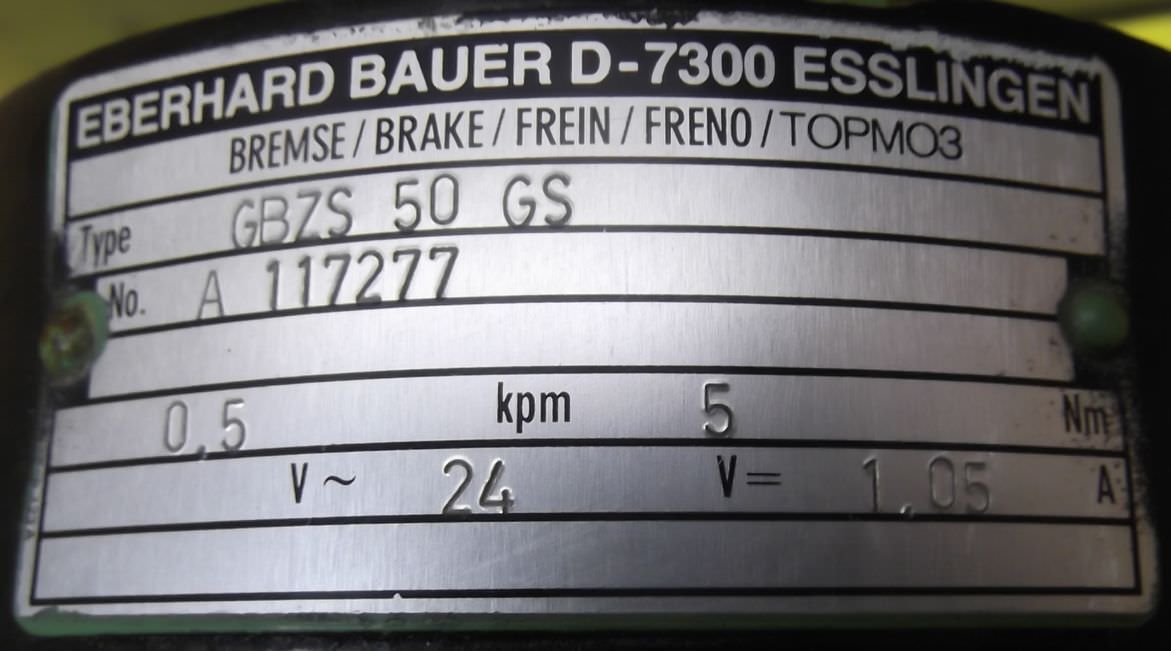 EBERHARD BAUER D-7300 ESSLINGEN
BREMSE / BRAKE / FREIN / FRENO / ТОРМОЗ
Type GBZS 50 GS
No. A 117277
0,5 kpm 5 Nm
V~ 24 V= 1,05 A